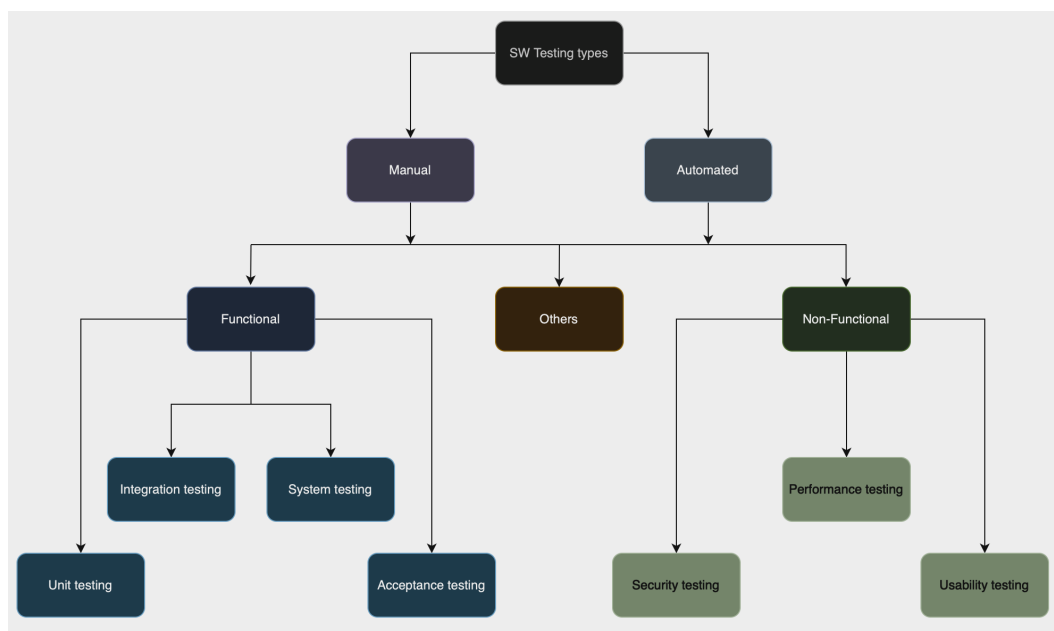 SW Testing types
Manual
Automated
Functional
Others
Non-Functional
Integration testing
System testing
Performance testing
Unit testing
Acceptance testing
Security testing
Usability testing